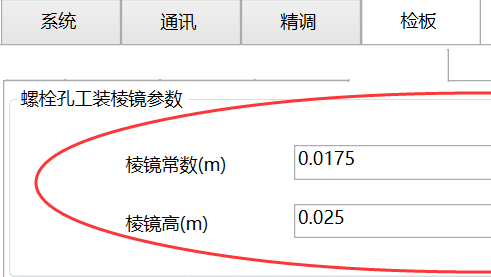 系统 通讯 精调 检板
螺栓孔工装棱镜参数
棱镜常数(m) 0.0175
棱镜高(m) 0.025